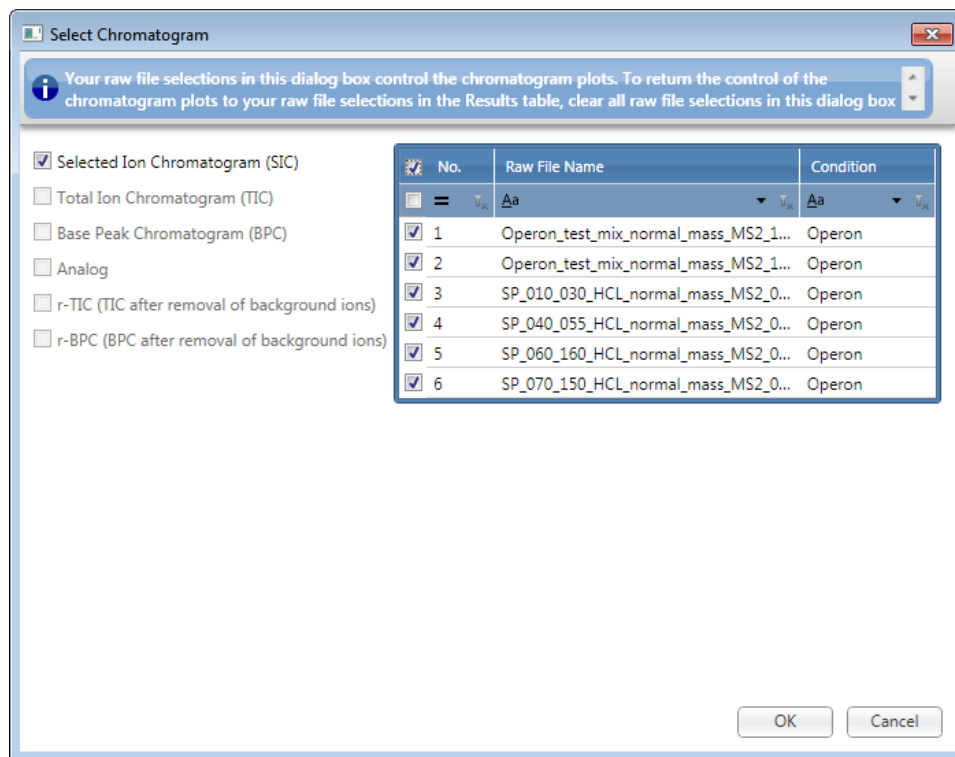 Select Chromatogram
Your raw file selections in this dialog box control the chromatogram plots. To return the control of the
chromatogram plots to your raw file selections in the Results table, clear all raw file selections in this dialog box
Selected Ion Chromatogram (SIC)
Total Ion Chromatogram (TIC)
Base Peak Chromatogram (BPC)
Analog
r-TIC (TIC after removal of background ions)
r-BPC (BPC after removal of background ions)
No. Raw File Name Condition
= Aa Aa
1 Operon_test_mix_normal_mass_MS2_1... Operon
2 Operon_test_mix_normal_mass_MS2_1... Operon
3 SP_010_030_HCL_normal_mass_MS2_0... Operon
4 SP_040_055_HCL_normal_mass_MS2_0... Operon
5 SP_060_160_HCL_normal_mass_MS2_0... Operon
6 SP_070_150_HCL_normal_mass_MS2_0... Operon
OK Cancel